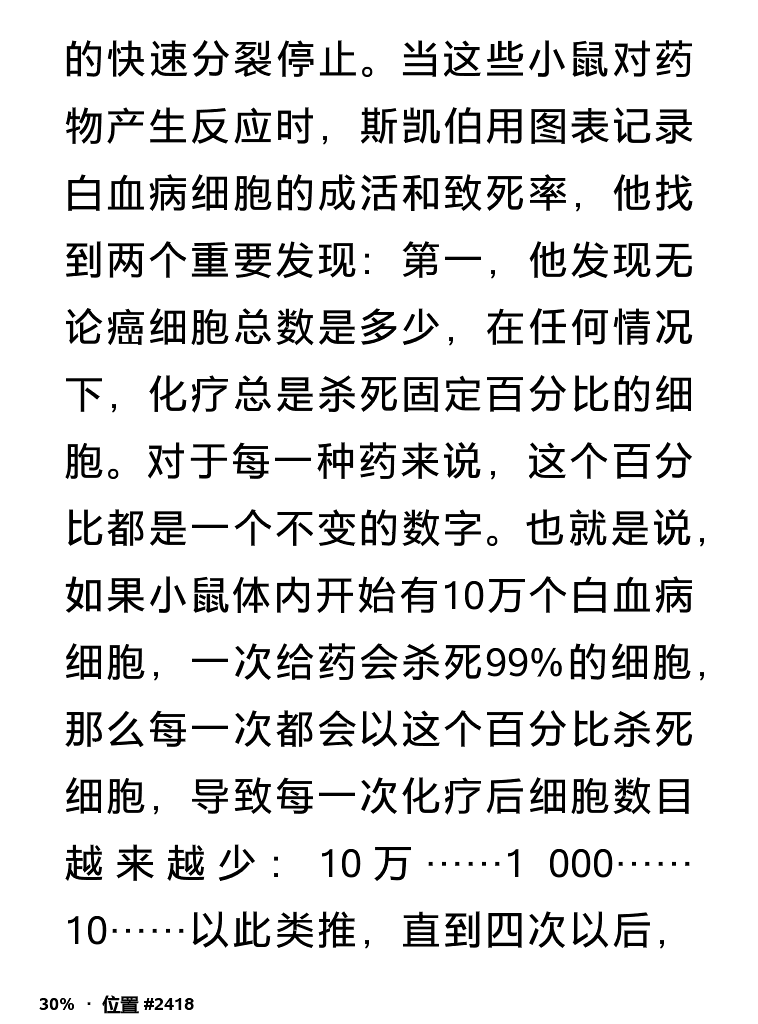 的快速分裂停止。当这些小鼠对药
物产生反应时，斯凯伯用图表记录
白血病细胞的成活和致死率，他找
到两个重要发现：第一，他发现无
论癌细胞总数是多少，在任何情况
下，化疗总是杀死固定百分比的细
胞。对于每一种药来说，这个百分
比都是一个不变的数字。也就是说，
如果小鼠体内开始有10万个白血病
细胞，一次给药会杀死99%的细胞，
那么每一次都会以这个百分比杀死
细胞，导致每一次化疗后细胞数目
越来越少：10万……1 000……
10……以此类推，直到四次以后，
30% · 位置 #2418